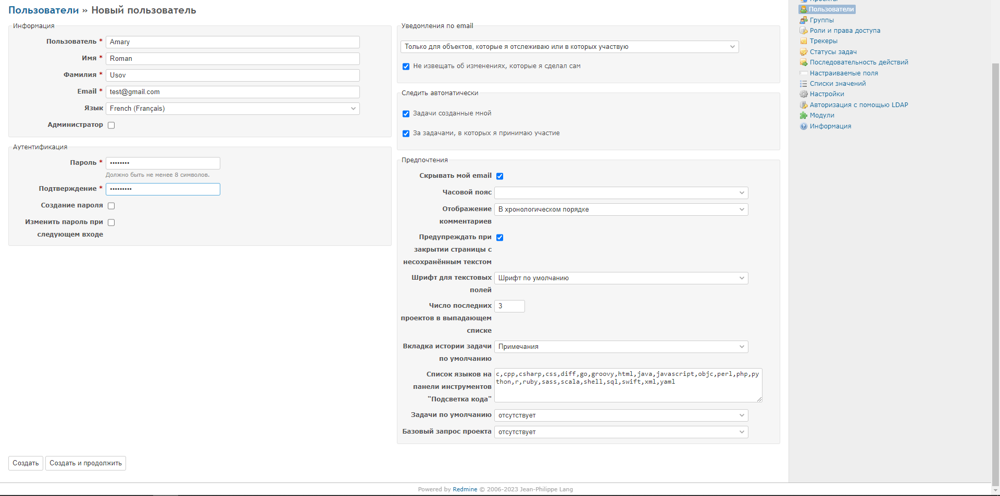 Пользователи » Новый пользователь
Информация
Пользователь * Amary
Имя * Roman
Фамилия * Usov
Email * test@gmail.com
Язык French (Français)
Администратор
Аутентификация
Пароль * ••••••••
Должно быть не менее 8 символов.
Подтверждение * •••••••••
Создание пароля
Изменить пароль при
следующем входе
Создать
Создать и продолжить
Уведомления по email
Только для объектов, которые я отслеживаю или в которых участвую
Не извещать об изменениях, которые я сделал сам
Следить автоматически
Задачи созданные мной
За задачами, в которых я принимаю участие
Предпочтения
Скрывать мой email
Часовой пояс
Отображение
комментариев
В хронологическом порядке
Предупреждать при
закрытии страницы с
несохранённым текстом
Шрифт для текстовых
полей
Шрифт по умолчанию
Число последних
проектов в выпадающем
списке
3
Вкладка истории задачи
по умолчанию
Примечания
Список языков на
панели инструментов
"Подсветка кода"
c,cpp,csharp,css,diff,go,groovy,html,java,javascript,objc,perl,php,py
thon,r,ruby,sass,scala,shell,sql,swift,xml,yaml
Задачи по умолчанию отсутствует
Базовый запрос проекта отсутствует
Проекты
Пользователи
Группы
Роли и права доступа
Трекеры
Статусы задач
Последовательность действий
Настраиваемые поля
Списки значений
Настройки
Авторизация с помощью LDAP
Модули
Информация
Powered by Redmine © 2006-2023 Jean-Philippe Lang